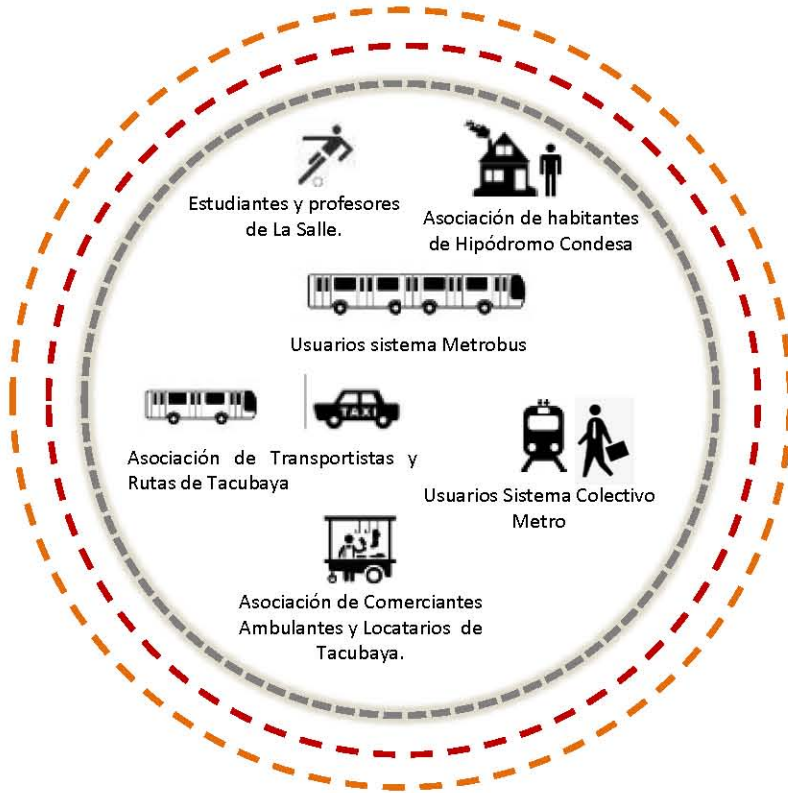 Estudiantes y profesores
de La Salle.
Asociación de habitantes
de Hipódromo Condesa
Usuarios sistema Metrobus
TAXI
Asociación de Transportistas y
Rutas de Tacubaya
Usuarios Sistema Colectivo
Metro
Asociación de Comerciantes
Ambulantes y Locatarios de
Tacubaya.